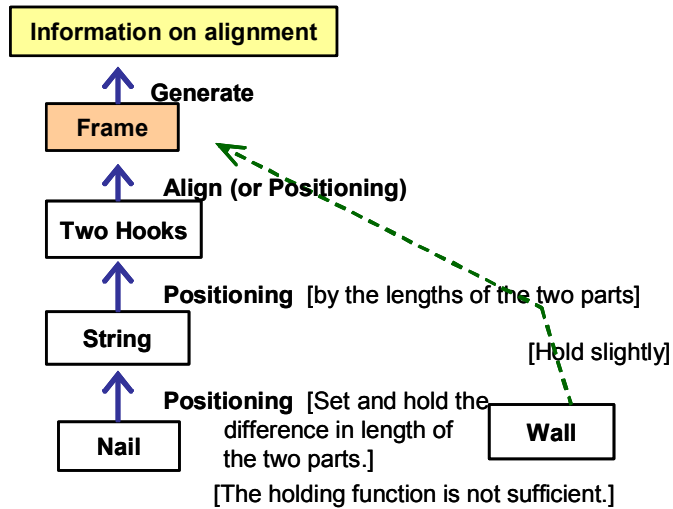 Information on alignment
Generate
Frame
Align (or Positioning)
Two Hooks
Positioning [by the lengths of the two parts]
String
[Hold slightly]
Positioning [Set and hold the
difference in length of
the two parts.]
Nail
Wall
[The holding function is not sufficient.]